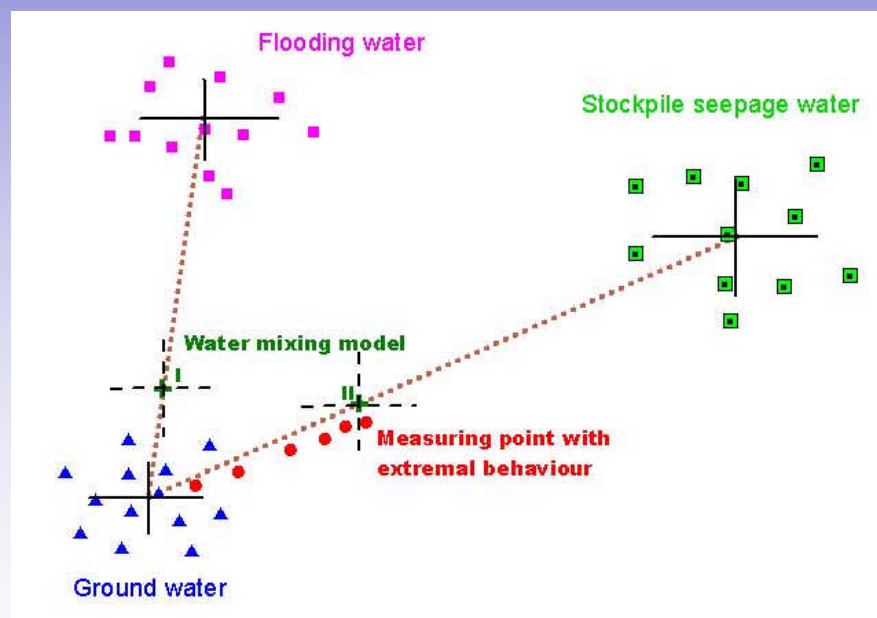 Flooding water
Stockpile seepage water
Water mixing model
I
II
Measuring point with
extremal behaviour
Ground water